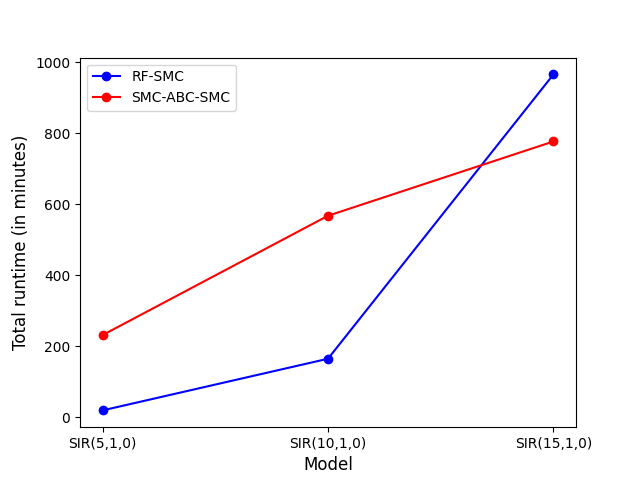 RF-SMC
SMC-ABC-SMC
Total runtime (in minutes)
1000
800
600
400
200
0
SIR(5,1,0) SIR(10,1,0) SIR(15,1,0)
Model